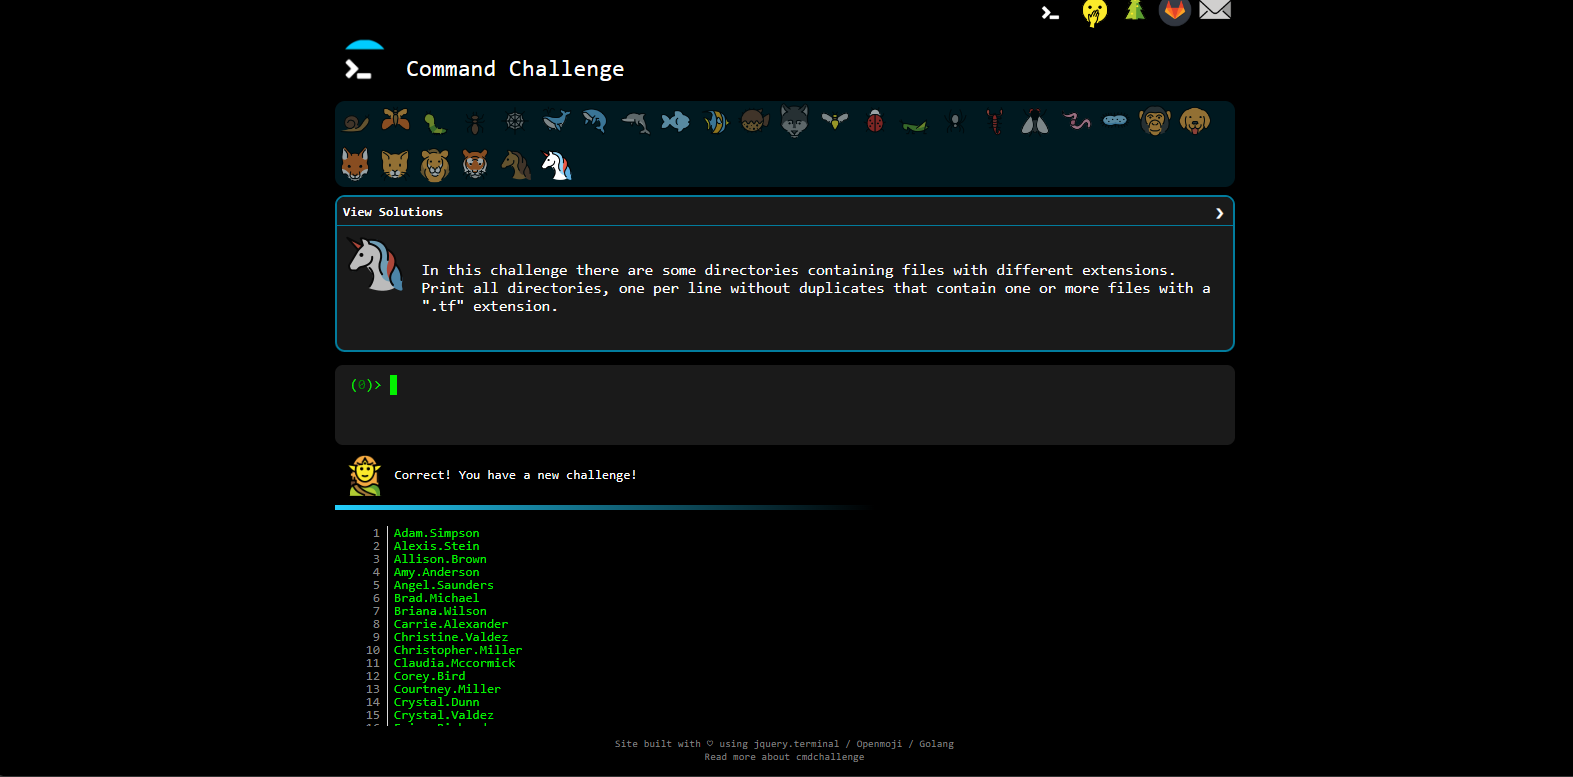 Command Challenge
View Solutions
In this challenge there are some directories containing files with different extensions.
Print all directories, one per line without duplicates that contain one or more files with a
".tf" extension.
(0)>
Correct! You have a new challenge!
1 Adam.Simpson
2 Alexis.Stein
3 Allison.Brown
4 Amy.Anderson
5 Angel.Saunders
6 Brad.Michael
7 Briana.Wilson
8 Carrie.Alexander
9 Christine.Valdez
10 Christopher.Miller
11 Claudia.Mccormick
12 Corey.Bird
13 Courtney.Miller
14 Crystal.Dunn
15 Crystal.Valdez
Site built with ♡ using jquery.terminal / Openmoji / Golang
Read more about cmdchallenge